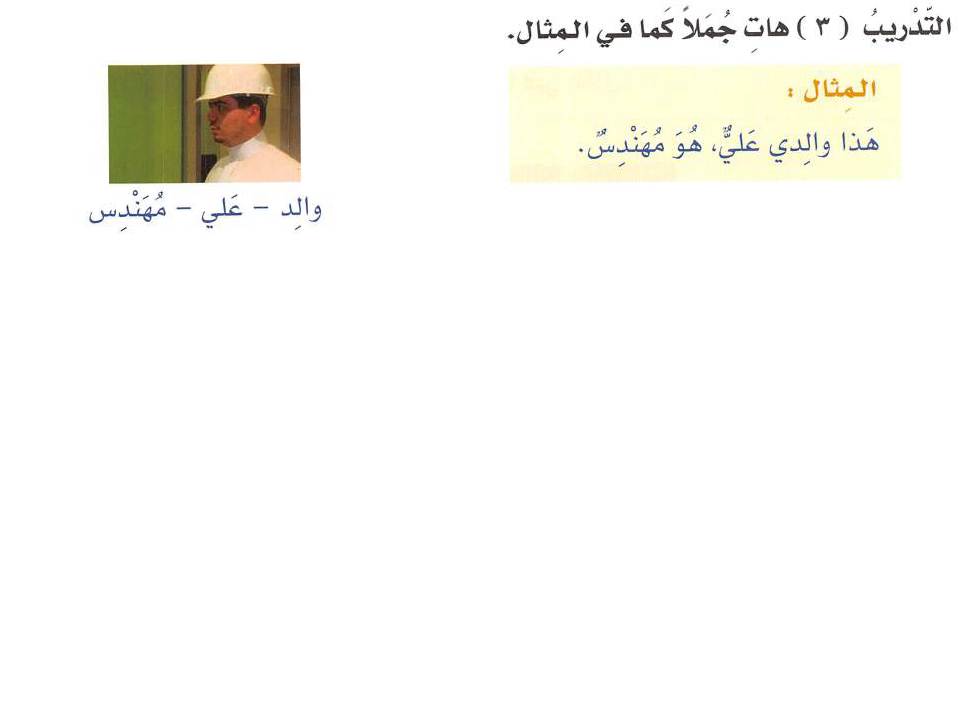 التّدْريبُ ( ٣ ) هاتِ جُمَلاً كَما في المِثال.
المِثال :
هَذا والِدي عَليٌّ، هُوَ مُهَنْدِسٌ.
والِد – عَلي – مُهَنْدِس